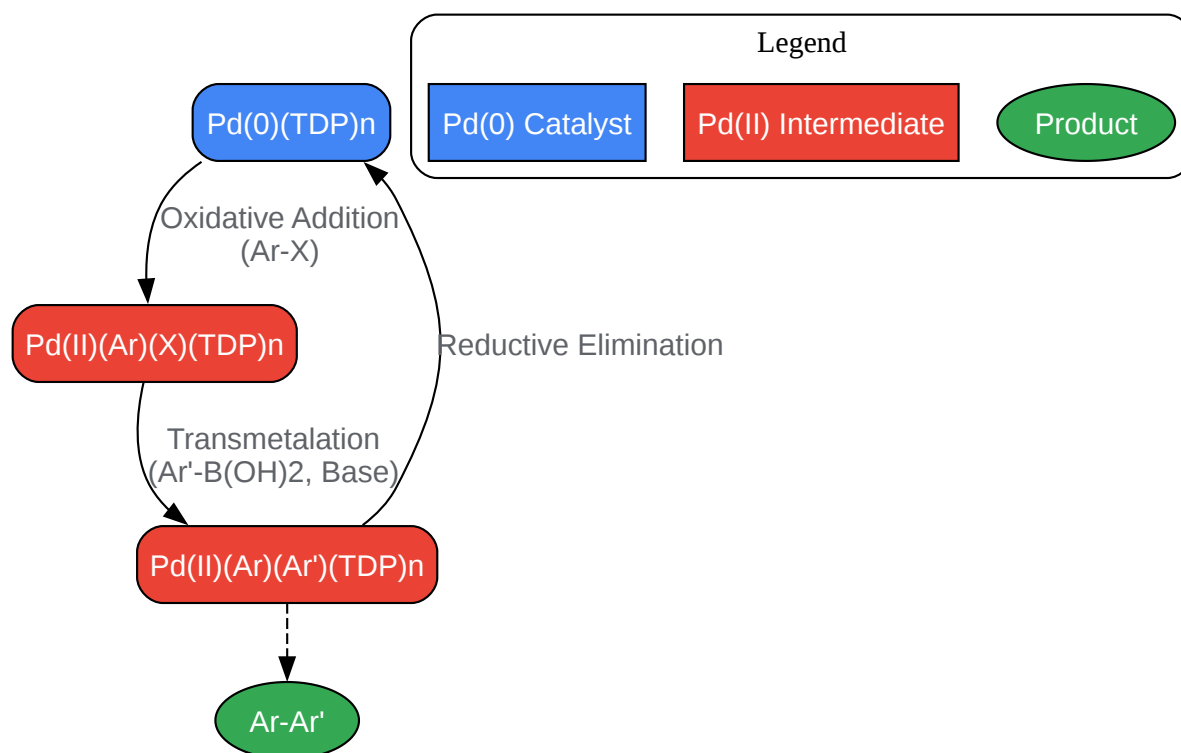 Legend
Pd(0) Catalyst
Pd(II) Intermediate
Product
Pd(0)(TDP)n
Oxidative Addition
(Ar-X)
Pd(II)(Ar)(X)(TDP)n
Reductive Elimination
Transmetalation
(Ar'-B(OH)2, Base)
Pd(II)(Ar)(Ar')(TDP)n
Ar-Ar'